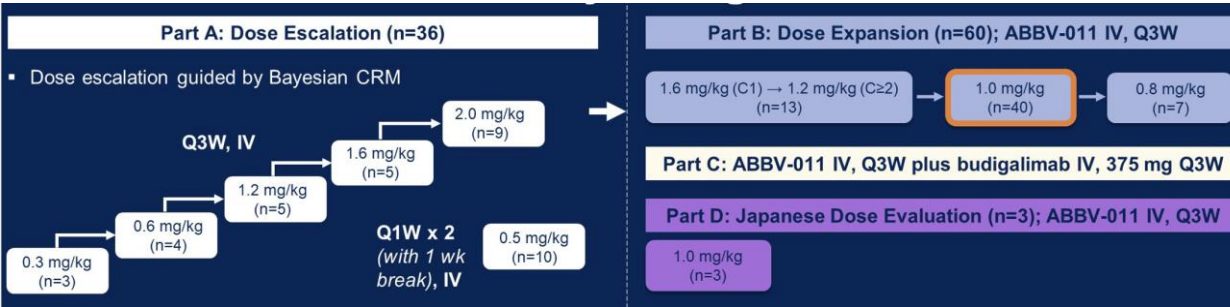 Part A: Dose Escalation (n=36)
▪ Dose escalation guided by Bayesian CRM
Q3W, IV
0.3 mg/kg
(n=3)
0.6 mg/kg
(n=4)
1.2 mg/kg
(n=5)
1.6 mg/kg
(n=5)
2.0 mg/kg
(n=9)
Q1W x 2
(with 1 wk
break), IV
0.5 mg/kg
(n=10)
Part B: Dose Expansion (n=60); ABBV-011 IV, Q3W
1.6 mg/kg (C1) → 1.2 mg/kg (C≥2)
(n=13)
1.0 mg/kg
(n=40)
0.8 mg/kg
(n=7)
Part C: ABBV-011 IV, Q3W plus budigalimab IV, 375 mg Q3W
Part D: Japanese Dose Evaluation (n=3); ABBV-011 IV, Q3W
1.0 mg/kg
(n=3)